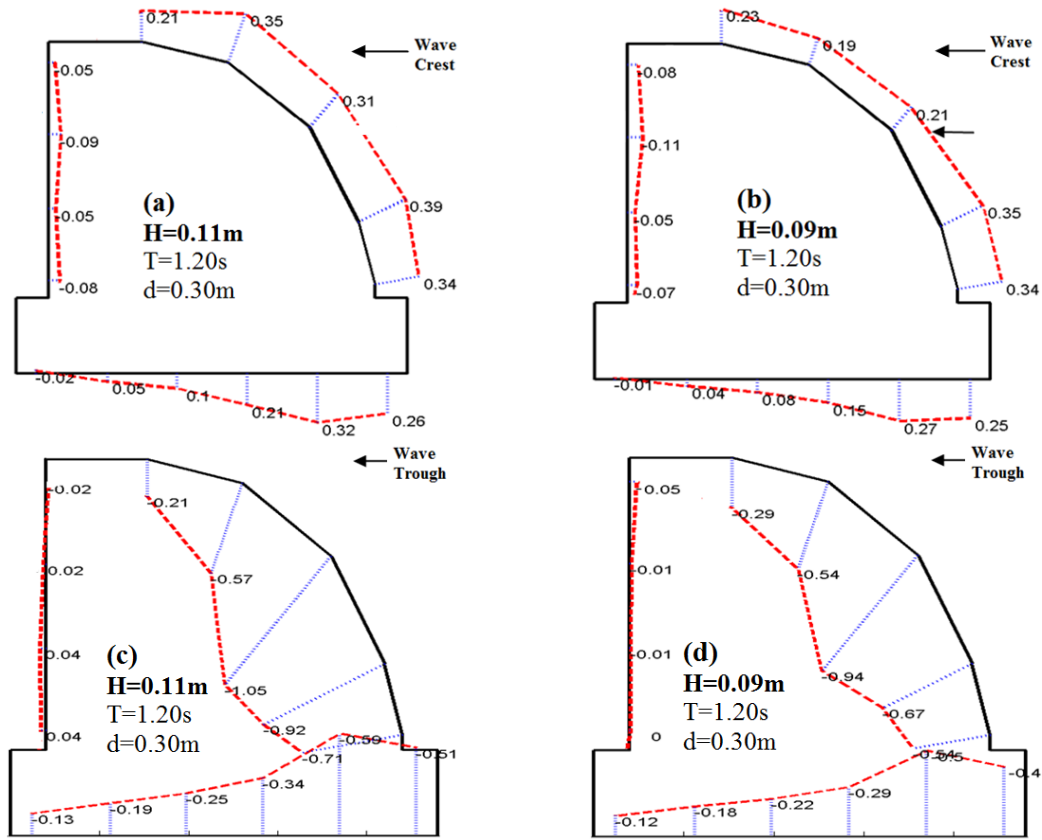 0.21
0.35
Wave
Crest
-0.05
0.31
-0.09
(a)
H=0.11m
T=1.20s
d=0.30m
-0.05
0.39
-0.08
0.34
-0.02
0.05
0.1
0.21
0.32
0.26
0.23
0.19
Wave
Crest
-0.08
0.21
-0.11
(b)
H=0.09m
T=1.20s
d=0.30m
-0.05
0.35
-0.07
0.34
-0.01
0.04
0.08
0.15
0.27
0.25
Wave
Trough
-0.02
-0.21
0.02
-0.57
0.04
(c)
H=0.11m
T=1.20s
d=0.30m
-1.05
-0.92
0.04
-0.71
-0.59
-0.51
-0.34
-0.25
-0.19
-0.13
Wave
Trough
-0.05
-0.29
-0.01
-0.54
-0.01
(d)
H=0.09m
T=1.20s
d=0.30m
-0.94
-0.67
0
-0.54
-0.5
-0.4
-0.29
-0.22
-0.18
-0.12